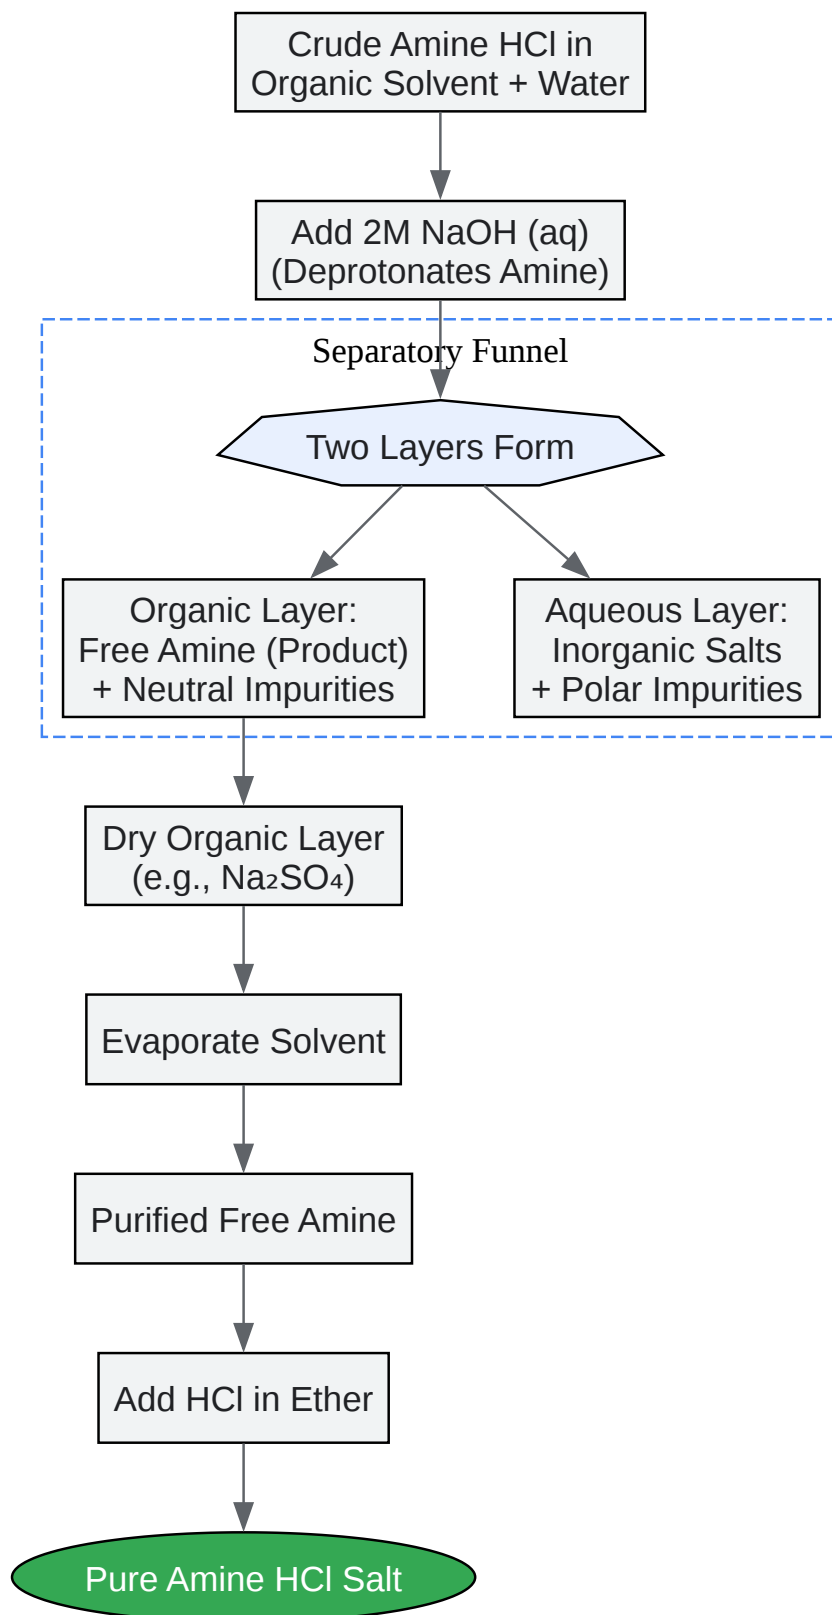 Crude Amine HCl in
Organic Solvent + Water
Add 2M NaOH (aq)
(Deprotonates Amine)
Separatory Funnel
Two Layers Form
Organic Layer:
Free Amine (Product)
+ Neutral Impurities
Aqueous Layer:
Inorganic Salts
+ Polar Impurities
Dry Organic Layer
(e.g., Na₂SO₄)
Evaporate Solvent
Purified Free Amine
Add HCl in Ether
Pure Amine HCl Salt